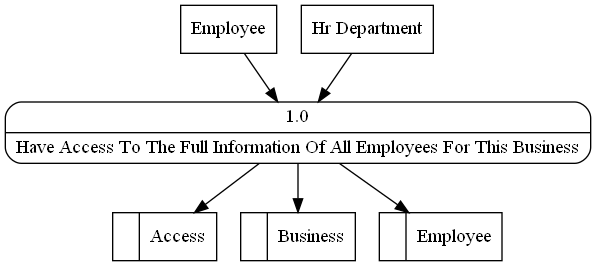 Employee
Hr Department
1.0
Have Access To The Full Information Of All Employees For This Business
Access
Business
Employee